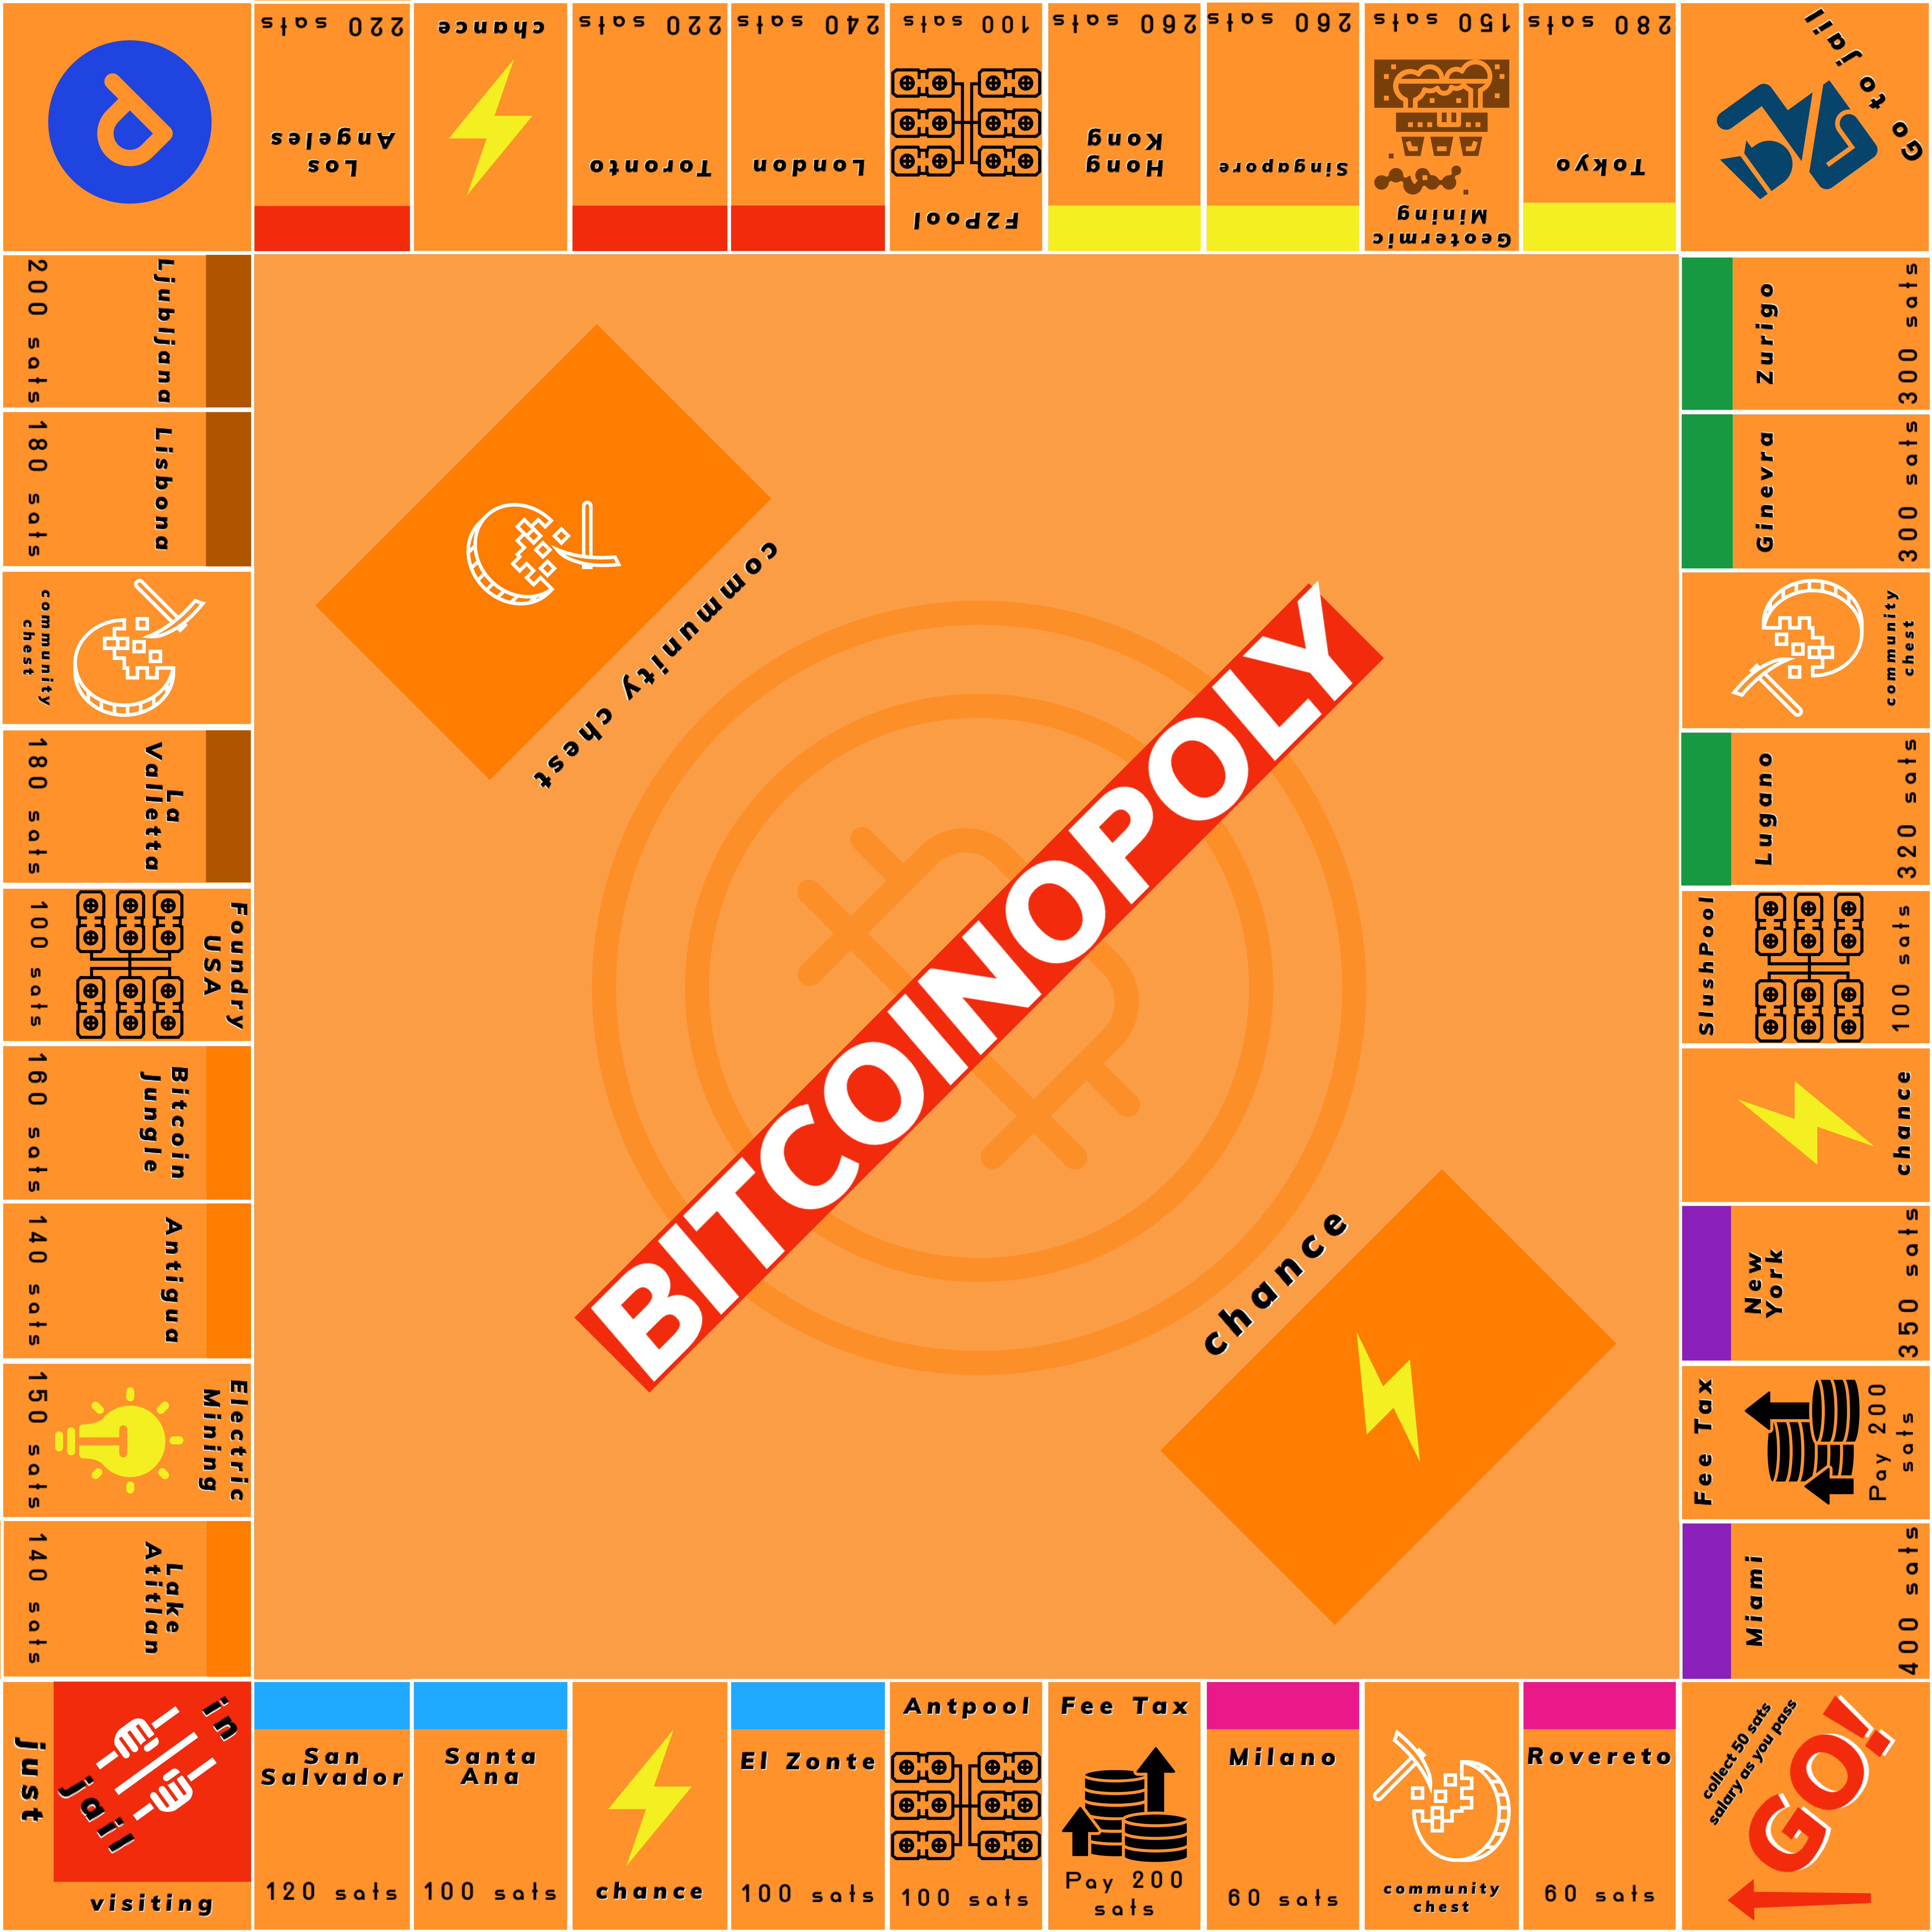 220 sats
Los
Angeles
chance
220 sats
Toronto
240 sats
London
100 sats
F2Pool
260 sats
Hong
Kong
260 sats
Singapore
150 sats
Geotermic
Mining
280 sats
Tokyo
Go to jail
Zurigo
300 sats
Ginevra
300 sats
community
chest
Lugano
320 sats
SlushPool
100 sats
chance
New
York
350 sats
Fee Tax
Pay 200
sats
Miami
400 sats
collect 50 sats
salary as you pass
GO!
Rovereto
60 sats
community
chest
Milano
60 sats
Fee Tax
Pay 200
sats
Antpool
100 sats
El Zonte
100 sats
chance
Santa
Ana
100 sats
San
Salvador
120 sats
in
jail
just
visiting
Lake
Atitlan
140 sats
Electric
Mining
150 sats
Antigua
140 sats
Bitcoin
Jungle
160 sats
Foundry
USA
100 sats
La
Valletta
180 sats
community
chest
Lisbona
180 sats
Ljubljana
200 sats
community chest
BITCOINOPOLY
chance